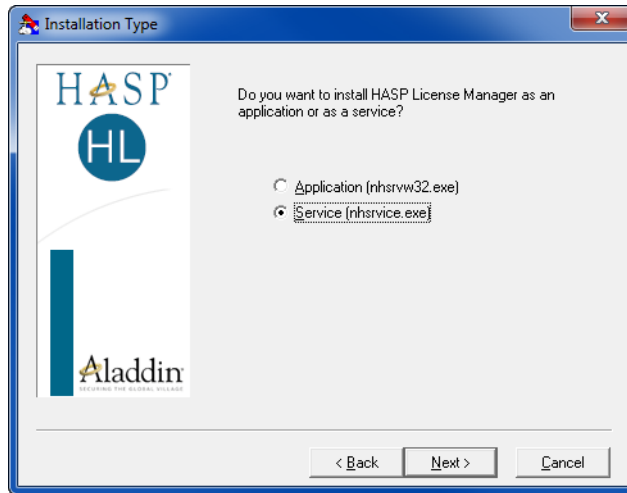 Installation Type
HASP
HL
Do you want to install HASP License Manager as an
application or as a service?
Application (nhsrvw32.exe)
Service (nhsrvice.exe)
Aladdin
SECURING THE GLOBAL VILLAGE
< Back
Next >
Cancel